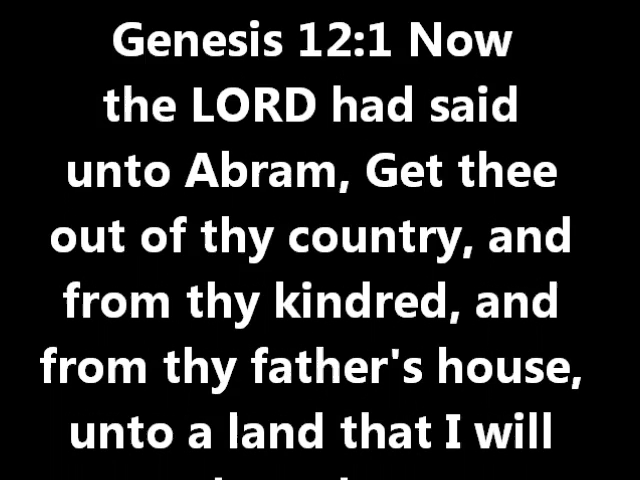 Genesis 12:1 Now
the LORD had said
unto Abram, Get thee
out of thy country, and
from thy kindred, and
from thy father's house,
unto a land that I will